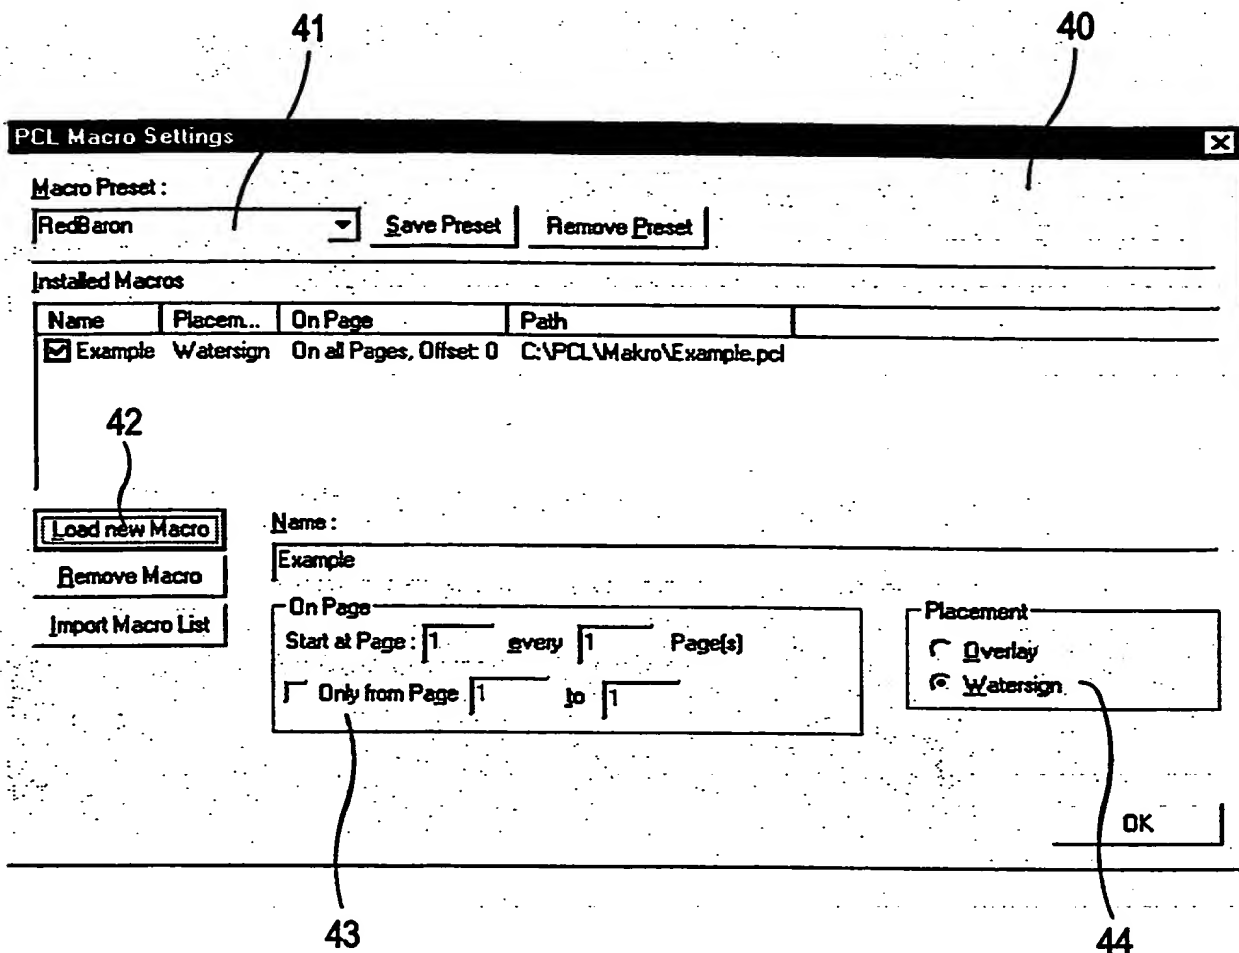 41
40
PCL Macro Settings
Macro Preset :
RedBaron
Save Preset
Remove Preset
Installed Macros
Name Placem... On Page Path
Example Watersign On all Pages, Offset: 0 C:\PCL\Makro\Example.pcl
42
Load new Macro
Remove Macro
Import Macro List
Name :
Example
On Page
Start at Page : 1 every 1 Page(s)
Only from Page 1 to 1
Placement
Overlay
Watersign
OK
43
44